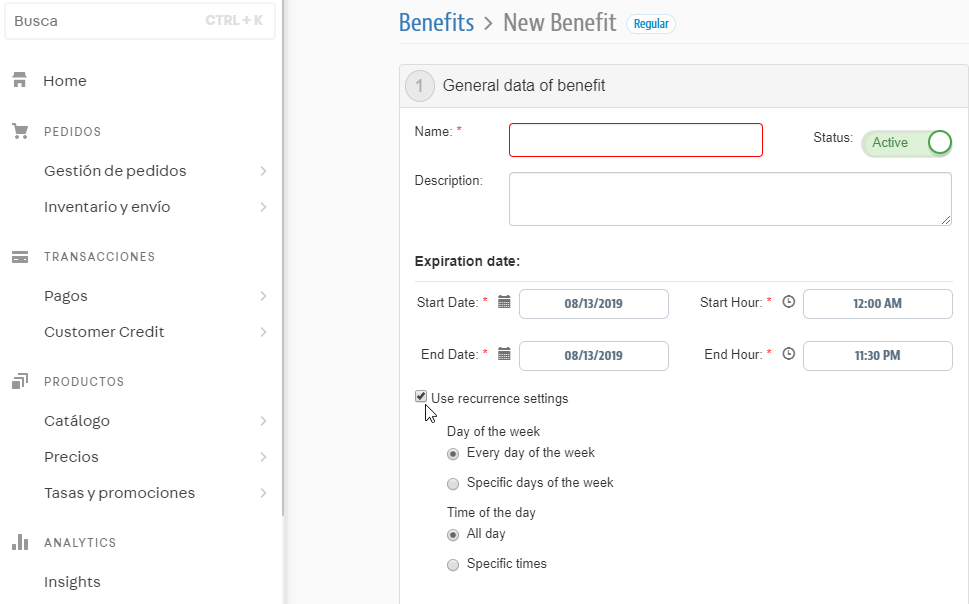 Busca CTRL + K
Home
PEDIDOS
Gestión de pedidos
Inventario y envío
TRANSACCIONES
Pagos
Customer Credit
PRODUCTOS
Catálogo
Precios
Tasas y promociones
ANALYTICS
Insights
Benefits > New Benefit Regular
1 General data of benefit
Name: *
Status: Active
Description:
Expiration date:
Start Date: * 08/13/2019 Start Hour: * 12:00 AM
End Date: * 08/13/2019 End Hour: * 11:30 PM
Use recurrence settings
Day of the week
Every day of the week
Specific days of the week
Time of the day
All day
Specific times